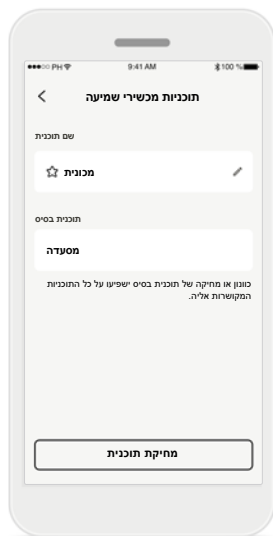 ●●●○○ PH 9:41 AM 100 %
תוכניות מכשירי שמיעה
שם תוכנית
מכונית
תוכנית בסיס
מסעדה
כוונון או מחיקה של תוכנית בסיס ישפיעו על כל התוכניות
המקושרות אליה.
מחיקת תוכנית